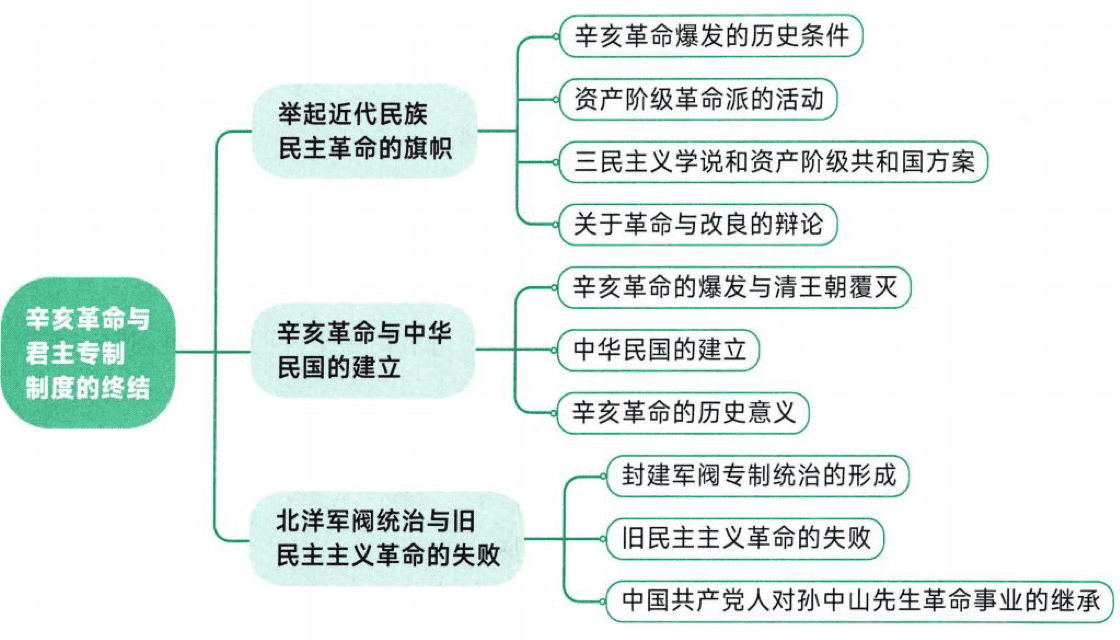 辛亥革命与
君主专制
制度的终结
举起近代民族
民主革命的旗帜
辛亥革命爆发的历史条件
资产阶级革命派的活动
三民主义学说和资产阶级共和国方案
关于革命与改良的辩论
辛亥革命与中华
民国的建立
辛亥革命的爆发与清王朝覆灭
中华民国的建立
辛亥革命的历史意义
北洋军阀统治与旧
民主主义革命的失败
封建军阀专制统治的形成
旧民主主义革命的失败
中国共产党人对孙中山先生革命事业的继承